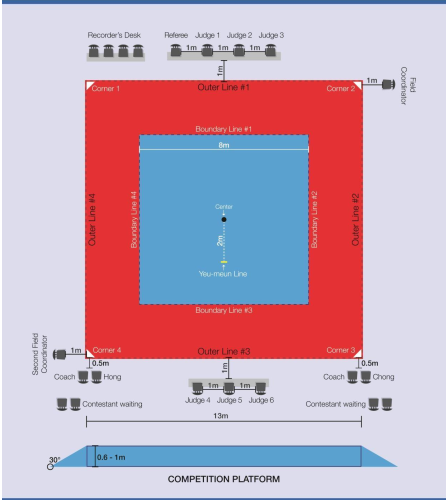 Recorder's Desk
Referee Judge 1 Judge 2 Judge 3
1m 1m 1m
1m
1m
Field
Coordinator
Corner 1
Outer Line #1
Corner 2
Boundary Line #1
8m
Outer Line #4
Boundary Line #4
Center
2m
Yeu-meun Line
Boundary Line #2
Outer Line #2
Boundary Line #3
Second Field
Coordinator
1m
Corner 4
Outer Line #3
Corner 3
0.5m
1m
0.5m
Coach Hong
Coach Chong
1m 1m
Contestant waiting
Judge 4 Judge 5 Judge 6
Contestant waiting
13m
30°
0.6 - 1m
COMPETITION PLATFORM